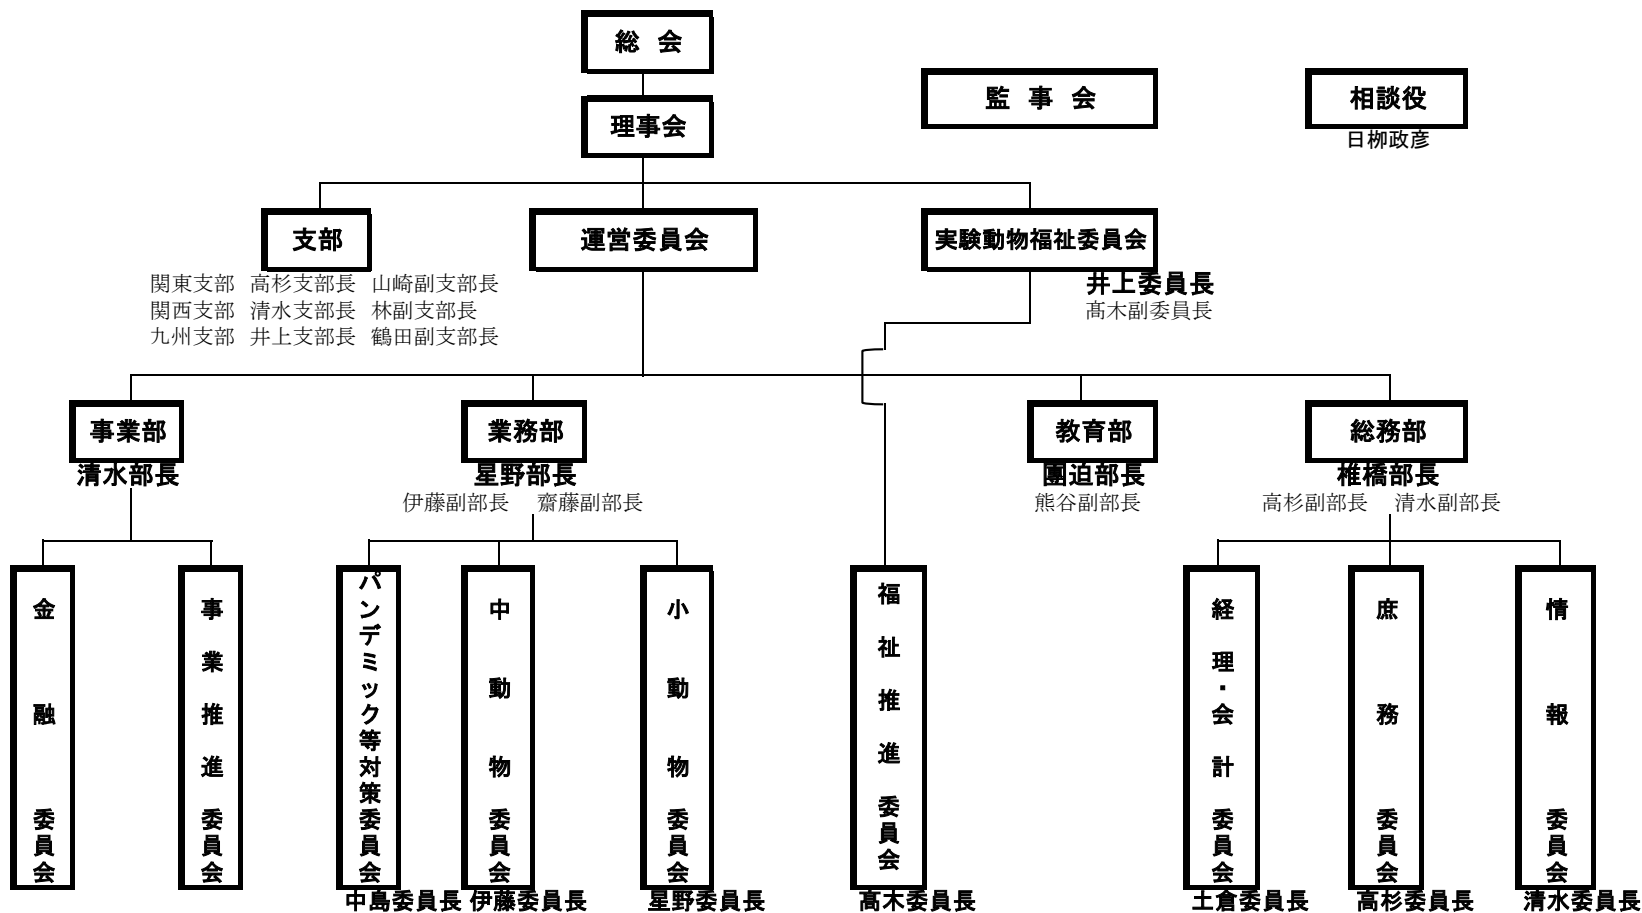 総 会
監 事 会
相談役
日栁政彦
理事会
支部
運営委員会
実験動物福祉委員会
関東支部 高杉支部長 山崎副支部長
関西支部 清水支部長 林副支部長
九州支部 井上支部長 鶴田副支部長
井上委員長
髙木副委員長
事業部
清水部長
業務部
星野部長
伊藤副部長 齋藤副部長
教育部
團迫部長
熊谷副部長
総務部
椎橋部長
高杉副部長 清水副部長
金融委員会
事業推進委員会
パンデミック等対策委員会
中島委員長
中動物委員会
伊藤委員長
小動物委員会
星野委員長
福祉推進委員会
髙木委員長
経理・会計委員会
土倉委員長
庶務委員会
高杉委員長
情報委員会
清水委員長